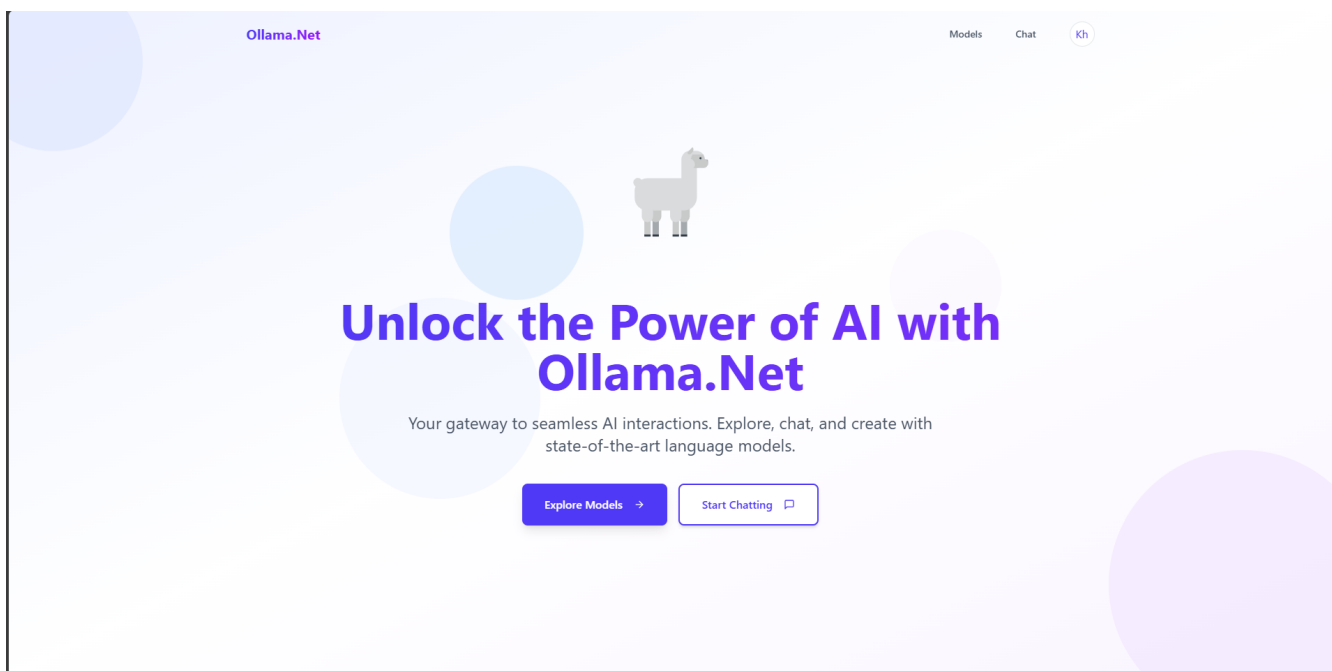 Ollama.Net
Models
Chat
Kh
Unlock the Power of AI with
Ollama.Net
Your gateway to seamless AI interactions. Explore, chat, and create with
state-of-the-art language models.
Explore Models
Start Chatting